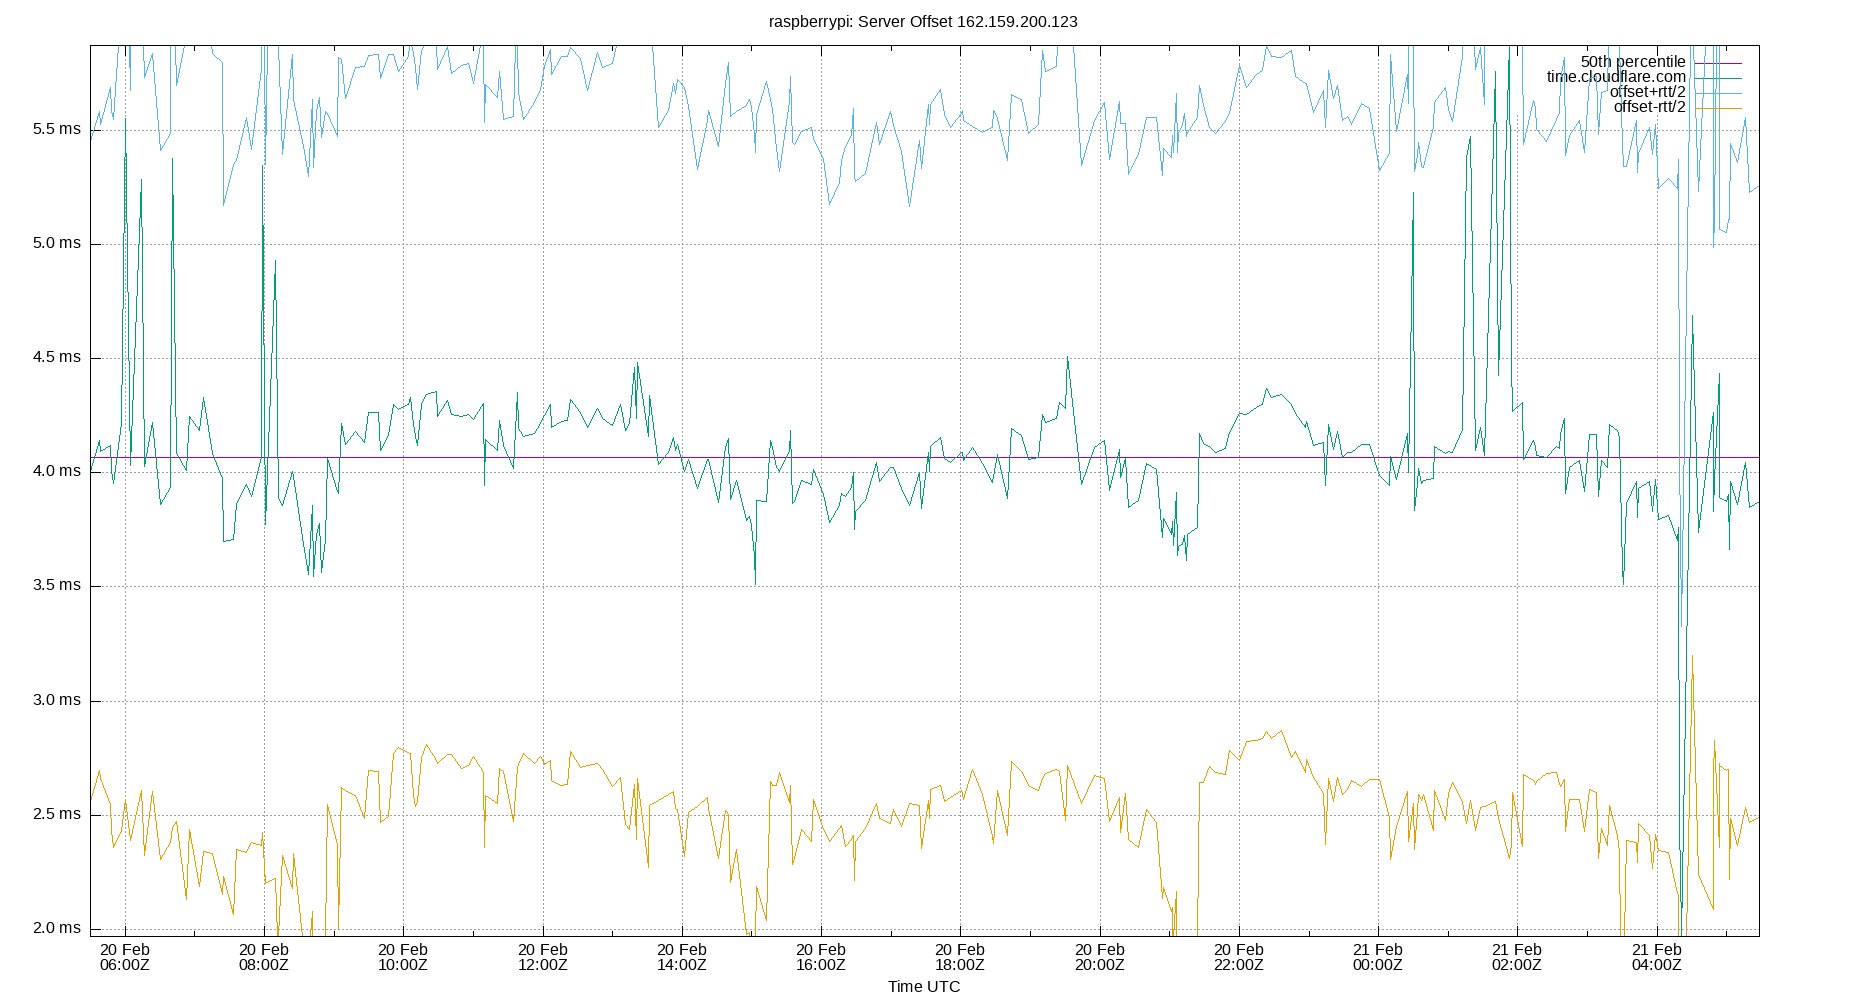 raspberrypi: Server Offset 162.159.200.123
50th percentile
time.cloudflare.com
offset+rtt/2
offset-rtt/2
5.5 ms
5.0 ms
4.5 ms
4.0 ms
3.5 ms
3.0 ms
2.5 ms
2.0 ms
20 Feb 20 Feb 20 Feb 20 Feb 20 Feb 20 Feb 20 Feb 20 Feb 20 Feb 21 Feb 21 Feb 21 Feb
06:00Z 08:00Z 10:00Z 12:00Z 14:00Z 16:00Z 18:00Z 20:00Z 22:00Z 00:00Z 02:00Z 04:00Z
Time UTC